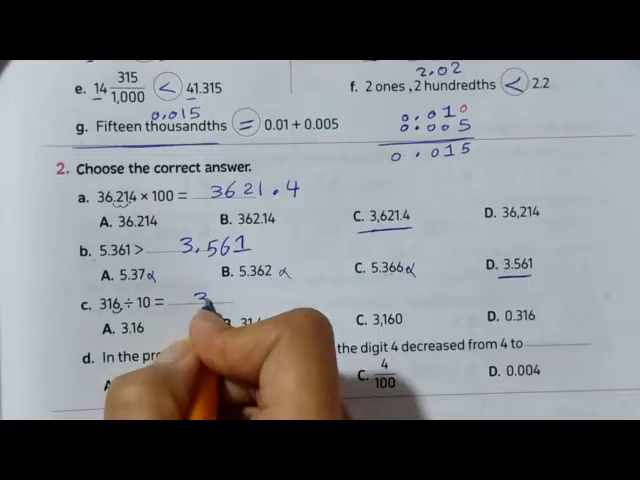 2.02
e. 14 315/1,000 < 41.315
f. 2 ones, 2 hundredths < 2.2
0.015
g. Fifteen thousandths = 0.01 + 0.005
0.010
0.005
0.015
2. Choose the correct answer.
a. 36.214 × 100 = 3621.4
A. 36.214 B. 362.14 C. 3,621.4 D. 36,214
b. 5.361 > 3.561
A. 5.37 B. 5.362 C. 5.366 D. 3.561
c. 316 ÷ 10 = 3
A. 3.16 C. 3,160 D. 0.316
d. In the the digit 4 decreased from 4 to
C. 4/100 D. 0.004